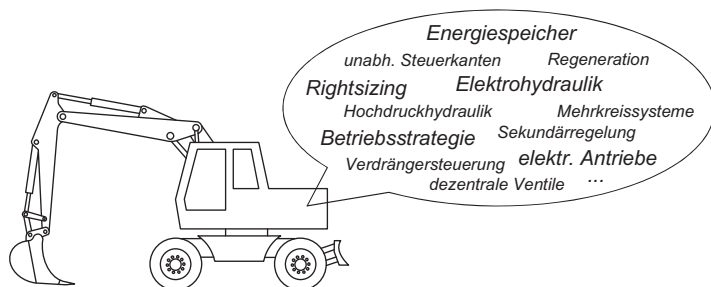 Energiespeicher
unabh. Steuerkanten Regeneration
Rightsizing Elektrohydraulik
Hochdruckhydraulik Mehrkreissysteme
Betriebsstrategie Sekundärregelung
Verdrängersteuerung elektr. Antriebe
dezentrale Ventile ...